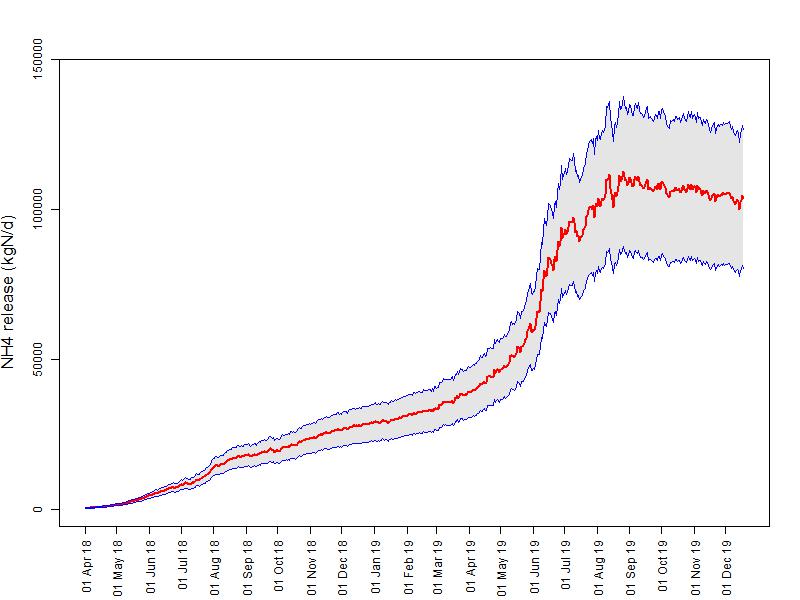 NH4 release (kgN/d)
150000
100000
50000
0
01 Apr 18
01 May 18
01 Jun 18
01 Jul 18
01 Aug 18
01 Sep 18
01 Oct 18
01 Nov 18
01 Dec 18
01 Jan 19
01 Feb 19
01 Mar 19
01 Apr 19
01 May 19
01 Jun 19
01 Jul 19
01 Aug 19
01 Sep 19
01 Oct 19
01 Nov 19
01 Dec 19